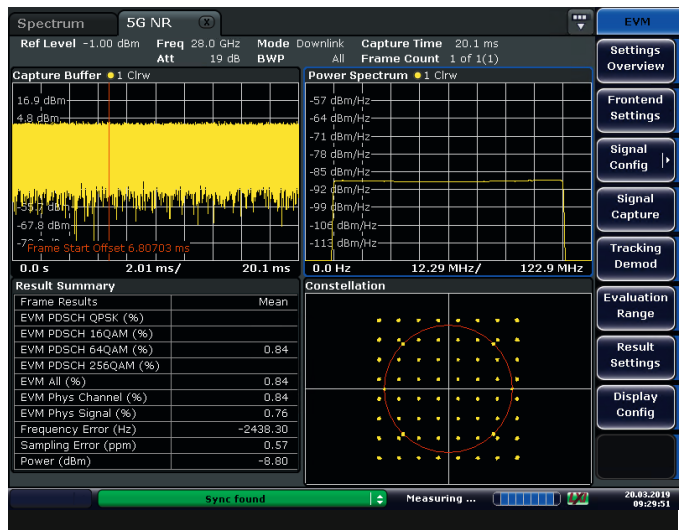 Spectrum 5G NR EVM
Ref Level -1.00 dBm Freq 28.0 GHz Mode Downlink Capture Time 20.1 ms
Att 19 dB BWP All Frame Count 1 of 1(1)
Capture Buffer 1 Clrw
16.9 dBm
4.8 dBm
-55.7 dBm
-67.8 dBm
Frame Start Offset 6.80703 ms
0.0 s 2.01 ms/ 20.1 ms
Power Spectrum 1 Clrw
-57 dBm/Hz
-64 dBm/Hz
-71 dBm/Hz
-78 dBm/Hz
-85 dBm/Hz
-92 dBm/Hz
-99 dBm/Hz
-106 dBm/Hz
-113 dBm/Hz
0.0 Hz 12.29 MHz/ 122.9 MHz
Result Summary
Frame Results Mean
EVM PDSCH QPSK (%)
EVM PDSCH 16QAM (%)
EVM PDSCH 64QAM (%) 0.84
EVM PDSCH 256QAM (%)
EVM All (%) 0.84
EVM Phys Channel (%) 0.84
EVM Phys Signal (%) 0.76
Frequency Error (Hz) -2438.30
Sampling Error (ppm) 0.57
Power (dBm) -8.80
Constellation
Settings
Overview
Frontend
Settings
Signal
Config
Signal
Capture
Tracking
Demod
Evaluation
Range
Result
Settings
Display
Config
Sync found Measuring ...
20.03.2019
09:29:51